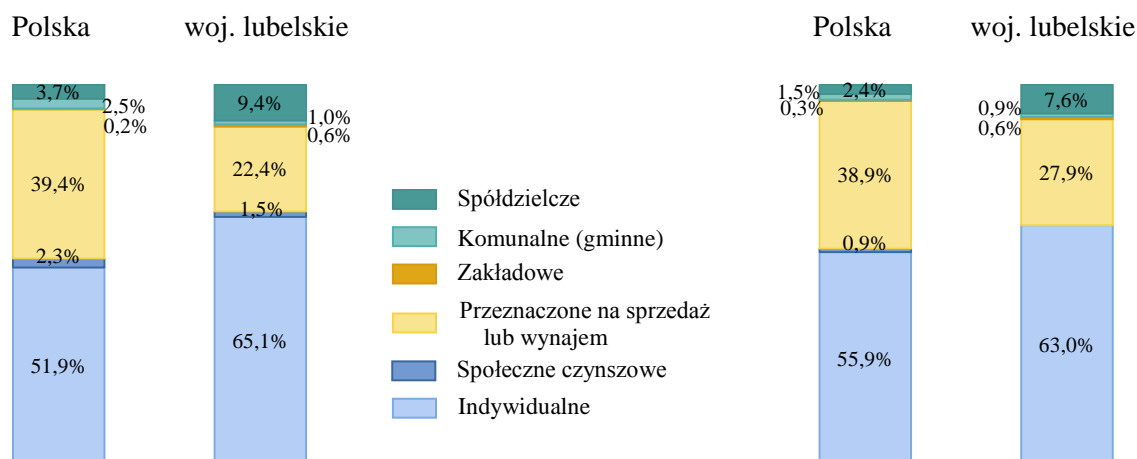 Polska
woj. lubelskie
3,7%
2,5%
0,2%
39,4%
2,3%
51,9%
9,4%
1,0%
0,6%
22,4%
1,5%
65,1%
Spółdzielcze
Komunalne (gminne)
Zakładowe
Przeznaczone na sprzedaż
lub wynajem
Społeczne czynszowe
Indywidualne
Polska
woj. lubelskie
1,5%
2,4%
0,3%
38,9%
0,9%
55,9%
0,9%
7,6%
0,6%
27,9%
63,0%